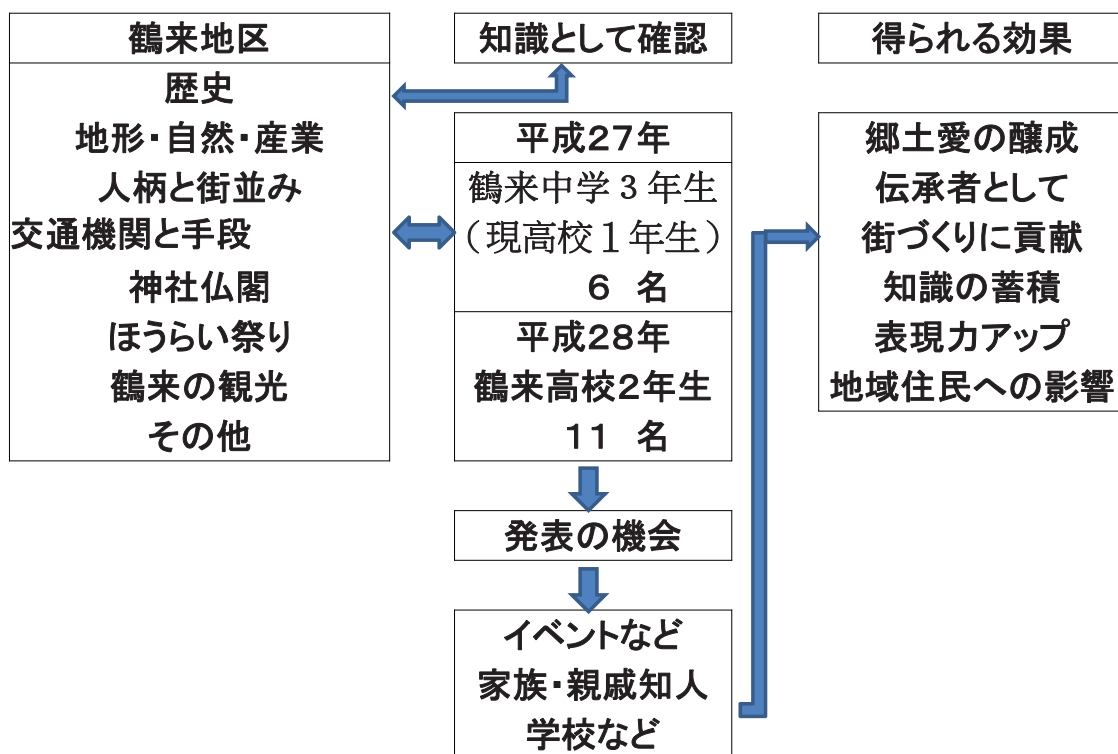 鶴来地区
歴史
地形・自然・産業
人柄と街並み
交通機関と手段
神社仏閣
ほうらい祭り
鶴来の観光
その他
知識として確認
平成27年
鶴来中学3年生
(現高校1年生)
6 名
平成28年
鶴来高校2年生
11 名
発表の機会
イベントなど
家族・親戚知人
学校など
得られる効果
郷土愛の醸成
伝承者として
街づくりに貢献
知識の蓄積
表現力アップ
地域住民への影響